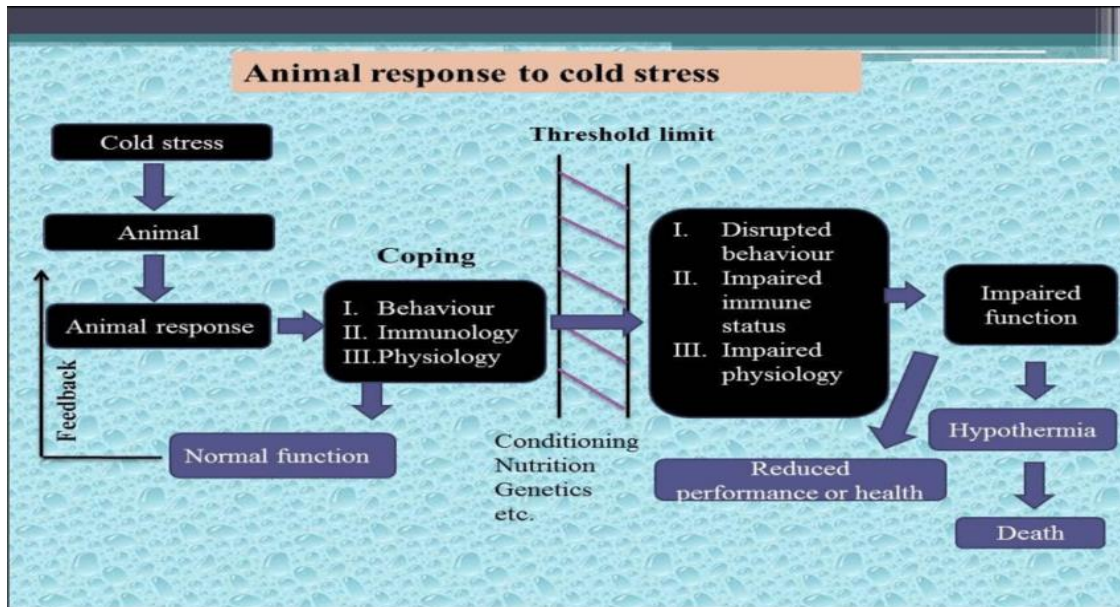 Animal response to cold stress
Cold stress
Animal
Animal response
Feedback
Coping
I. Behaviour
II. Immunology
III.Physiology
Normal function
Threshold limit
Conditioning
Nutrition
Genetics
etc.
I. Disrupted
behaviour
II. Impaired
immune
status
III. Impaired
physiology
Impaired
function
Reduced
performance or health
Hypothermia
Death